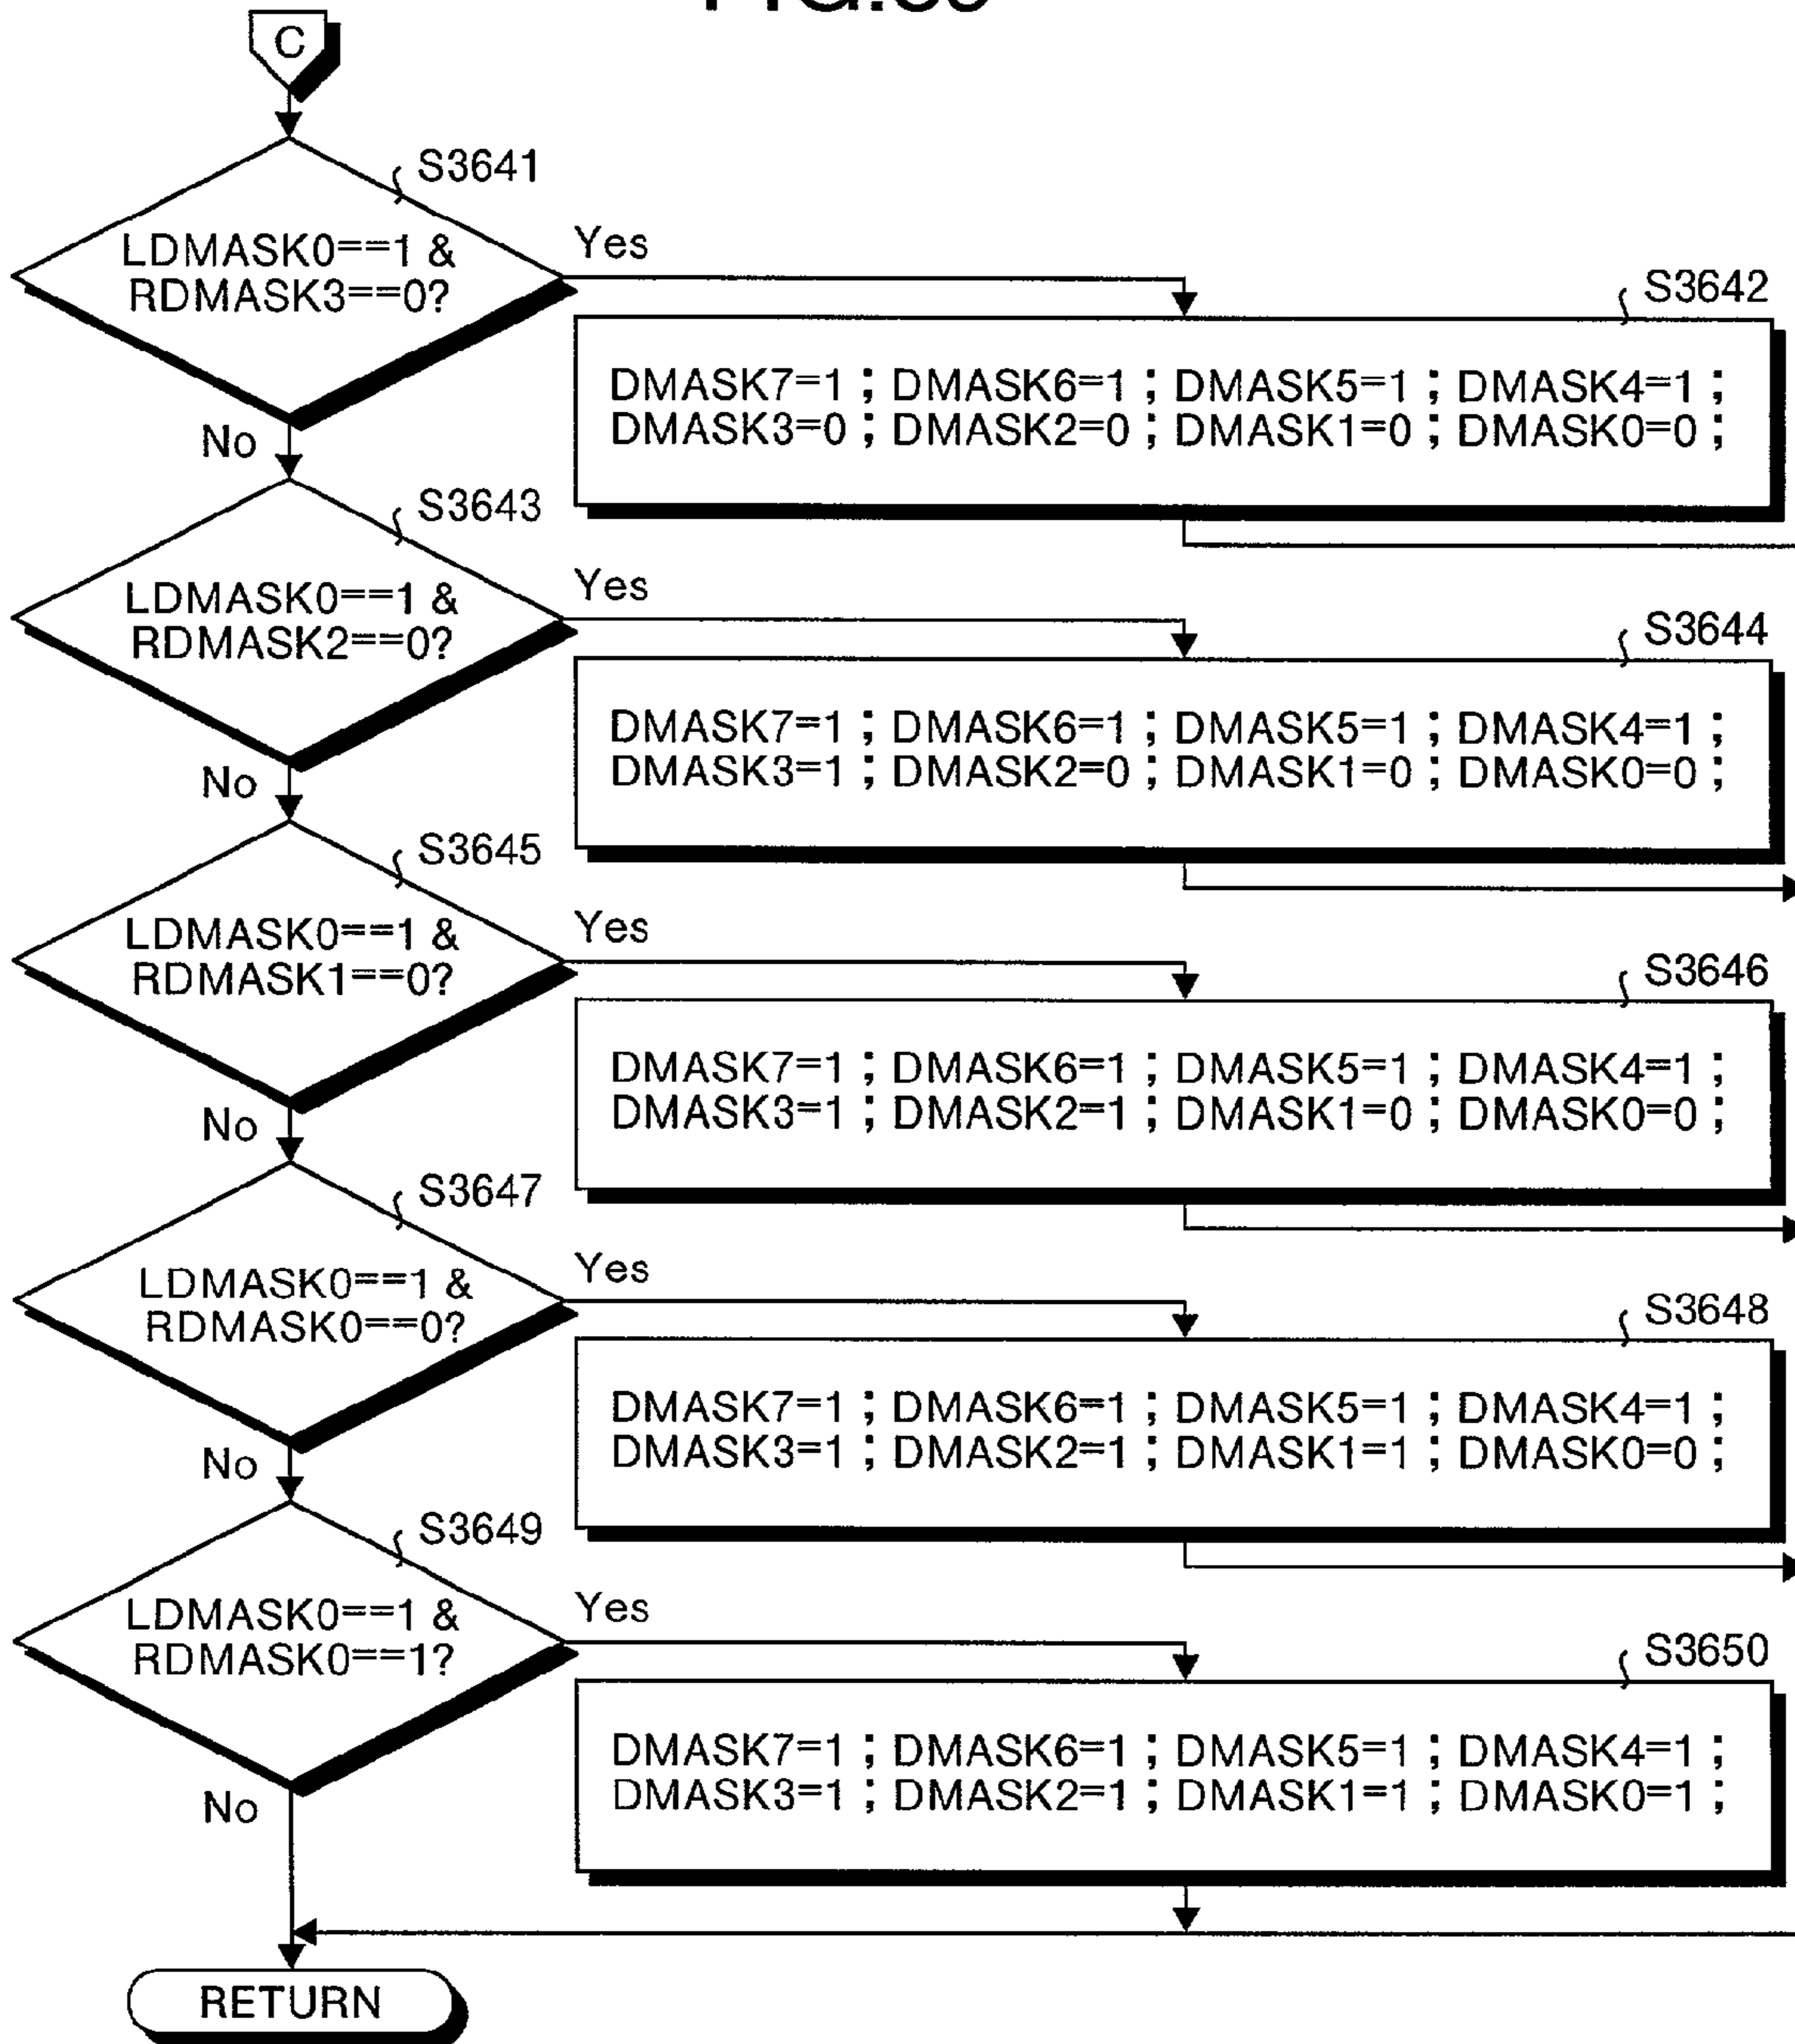 C
S3641
LDMASK0==1 &
RDMASK3==0?
Yes
No
S3642
DMASK7=1 ; DMASK6=1 ; DMASK5=1 ; DMASK4=1 ;
DMASK3=0 ; DMASK2=0 ; DMASK1=0 ; DMASK0=0 ;
S3643
LDMASK0==1 &
RDMASK2==0?
Yes
No
S3644
DMASK7=1 ; DMASK6=1 ; DMASK5=1 ; DMASK4=1 ;
DMASK3=1 ; DMASK2=0 ; DMASK1=0 ; DMASK0=0 ;
S3645
LDMASK0==1 &
RDMASK1==0?
Yes
No
S3646
DMASK7=1 ; DMASK6=1 ; DMASK5=1 ; DMASK4=1 ;
DMASK3=1 ; DMASK2=1 ; DMASK1=0 ; DMASK0=0 ;
S3647
LDMASK0==1 &
RDMASK0==0?
Yes
No
S3648
DMASK7=1 ; DMASK6=1 ; DMASK5=1 ; DMASK4=1 ;
DMASK3=1 ; DMASK2=1 ; DMASK1=1 ; DMASK0=0 ;
S3649
LDMASK0==1 &
RDMASK0==1?
Yes
No
S3650
DMASK7=1 ; DMASK6=1 ; DMASK5=1 ; DMASK4=1 ;
DMASK3=1 ; DMASK2=1 ; DMASK1=1 ; DMASK0=1 ;
RETURN